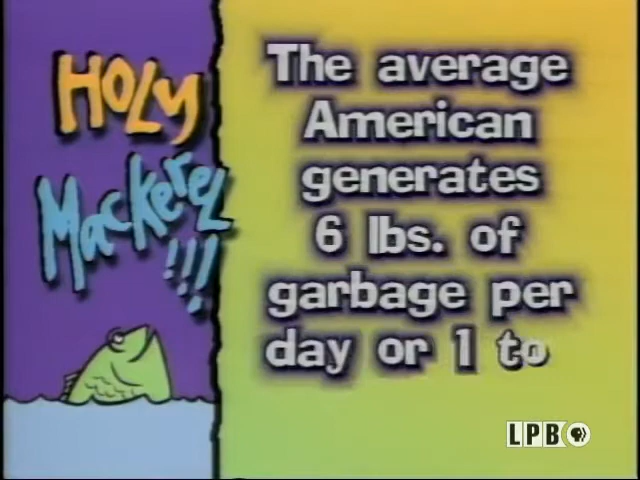 HOLY
Mackerel
!!!
The average
American
generates
6 lbs. of
garbage per
day or 1 to
LPB